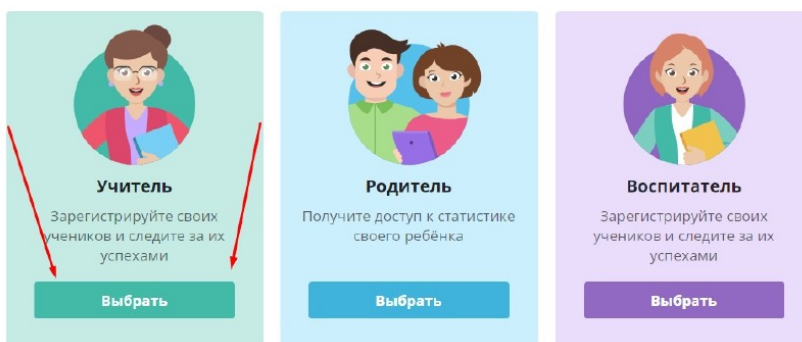 Учитель
Зарегистрируйте своих
учеников и следите за их
успехами
Выбрать
Родитель
Получите доступ к статистике
своего ребёнка
Выбрать
Воспитатель
Зарегистрируйте своих
учеников и следите за их
успехами
Выбрать